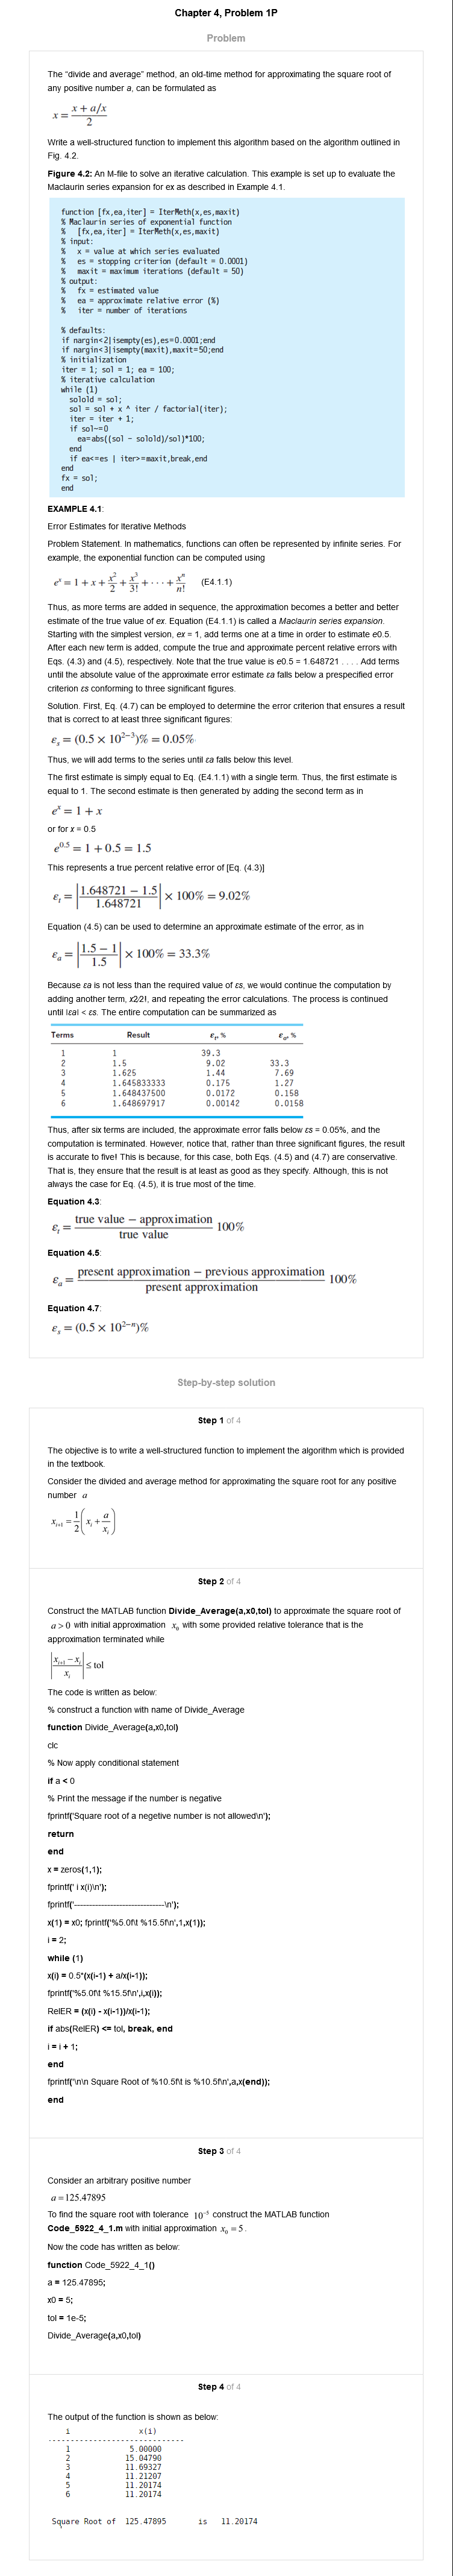 Chapter 4, Problem 1P
Problem
The “divide and average” method, an old-time method for approximating the square root of
any positive number a, can be formulated as
x = (x + a/x) / 2
Write a well-structured function to implement this algorithm based on the algorithm outlined in
Fig. 4.2.
Figure 4.2: An M-file to solve an iterative calculation. This example is set up to evaluate the
Maclaurin series expansion for ex as described in Example 4.1.
function [fx,ea,iter] = IterMeth(x,es,maxit)
% Maclaurin series of exponential function
% [fx,ea,iter] = IterMeth(x,es,maxit)
% input:
% x = value at which series evaluated
% es = stopping criterion (default = 0.0001)
% maxit = maximum iterations (default = 50)
% output:
% fx = estimated value
% ea = approximate relative error (%)
% iter = number of iterations
% defaults:
if nargin<2|isempty(es),es=0.0001;end
if nargin<3|isempty(maxit),maxit=50;end
% initialization
iter = 1; sol = 1; ea = 100;
% iterative calculation
while (1)
solold = sol;
sol = sol + x ^ iter / factorial(iter);
iter = iter + 1;
if sol~=0
ea=abs((sol - solold)/sol)*100;
end
if ea<=es | iter>=maxit,break,end
end
fx = sol;
end
EXAMPLE 4.1:
Error Estimates for Iterative Methods
Problem Statement. In mathematics, functions can often be represented by infinite series. For
example, the exponential function can be computed using
e^x = 1 + x + x^2/2 + x^3/3! + · · · + x^n/n! (E4.1.1)
Thus, as more terms are added in sequence, the approximation becomes a better and better
estimate of the true value of ex. Equation (E4.1.1) is called a Maclaurin series expansion.
Starting with the simplest version, ex = 1, add terms one at a time in order to estimate e0.5.
After each new term is added, compute the true and approximate percent relative errors with
Eqs. (4.3) and (4.5), respectively. Note that the true value is e0.5 = 1.648721 . . . . Add terms
until the absolute value of the approximate error estimate εa falls below a prespecified error
criterion εs conforming to three significant figures.
Solution. First, Eq. (4.7) can be employed to determine the error criterion that ensures a result
that is correct to at least three significant figures:
ε_s = (0.5 × 10^2−3)% = 0.05%
Thus, we will add terms to the series until εa falls below this level.
The first estimate is simply equal to Eq. (E4.1.1) with a single term. Thus, the first estimate is
equal to 1. The second estimate is then generated by adding the second term as in
e^x = 1 + x
or for x = 0.5
e^0.5 = 1 + 0.5 = 1.5
This represents a true percent relative error of [Eq. (4.3)]
ε_t = |(1.648721 − 1.5) / 1.648721| × 100% = 9.02%
Equation (4.5) can be used to determine an approximate estimate of the error, as in
ε_a = |(1.5 − 1) / 1.5| × 100% = 33.3%
Because εa is not less than the required value of εs, we would continue the computation by
adding another term, x2⁄2!, and repeating the error calculations. The process is continued
until |εa| < εs. The entire computation can be summarized as
Terms Result ε_t, % ε_a, %
1 1 39.3
2 1.5 9.02 33.3
3 1.625 1.44 7.69
4 1.645833333 0.175 1.27
5 1.648437500 0.0172 0.158
6 1.648697917 0.00142 0.0158
Thus, after six terms are included, the approximate error falls below εs = 0.05%, and the
computation is terminated. However, notice that, rather than three significant figures, the result
is accurate to five! This is because, for this case, both Eqs. (4.5) and (4.7) are conservative.
That is, they ensure that the result is at least as good as they specify. Although, this is not
always the case for Eq. (4.5), it is true most of the time.
Equation 4.3:
ε_t = (true value − approximation) / true value 100%
Equation 4.5:
ε_a = (present approximation − previous approximation) / present approximation 100%
Equation 4.7:
ε_s = (0.5 × 10^2−n)%
Step-by-step solution
Step 1 of 4
The objective is to write a well-structured function to implement the algorithm which is provided
in the textbook.
Consider the divided and average method for approximating the square root for any positive
number a
x_i+1 = 1/2 (x_i + a/x_i)
Step 2 of 4
Construct the MATLAB function Divide_Average(a,x0,tol) to approximate the square root of
a > 0 with initial approximation x_0 with some provided relative tolerance that is the
approximation terminated while
|(x_i+1 − x_i) / x_i| ≤ tol
The code is written as below:
% construct a function with name of Divide_Average
function Divide_Average(a,x0,tol)
clc
% Now apply conditional statement
if a < 0
% Print the message if the number is negative
fprintf('Square root of a negetive number is not allowed\n');
return
end
x = zeros(1,1);
fprintf(' i x(i)\n');
fprintf('------------------------------\n');
x(1) = x0; fprintf('%5.0f\t %15.5f\n',1,x(1));
i = 2;
while (1)
x(i) = 0.5*(x(i-1) + a/x(i-1));
fprintf('%5.0f\t %15.5f\n',i,x(i));
RelER = (x(i) - x(i-1))/x(i-1);
if abs(RelER) <= tol, break, end
i = i + 1;
end
fprintf('\n\n Square Root of %10.5f\t is %10.5f\n',a,x(end));
end
Step 3 of 4
Consider an arbitrary positive number
a = 125.47895
To find the square root with tolerance 10^-5 construct the MATLAB function
Code_5922_4_1.m with initial approximation x_0 = 5.
Now the code has written as below:
function Code_5922_4_1()
a = 125.47895;
x0 = 5;
tol = 1e-5;
Divide_Average(a,x0,tol)
Step 4 of 4
The output of the function is shown as below:
i x(i)
------------------------------
1 5.00000
2 15.04790
3 11.69327
4 11.21207
5 11.20174
6 11.20174
Square Root of 125.47895 is 11.20174